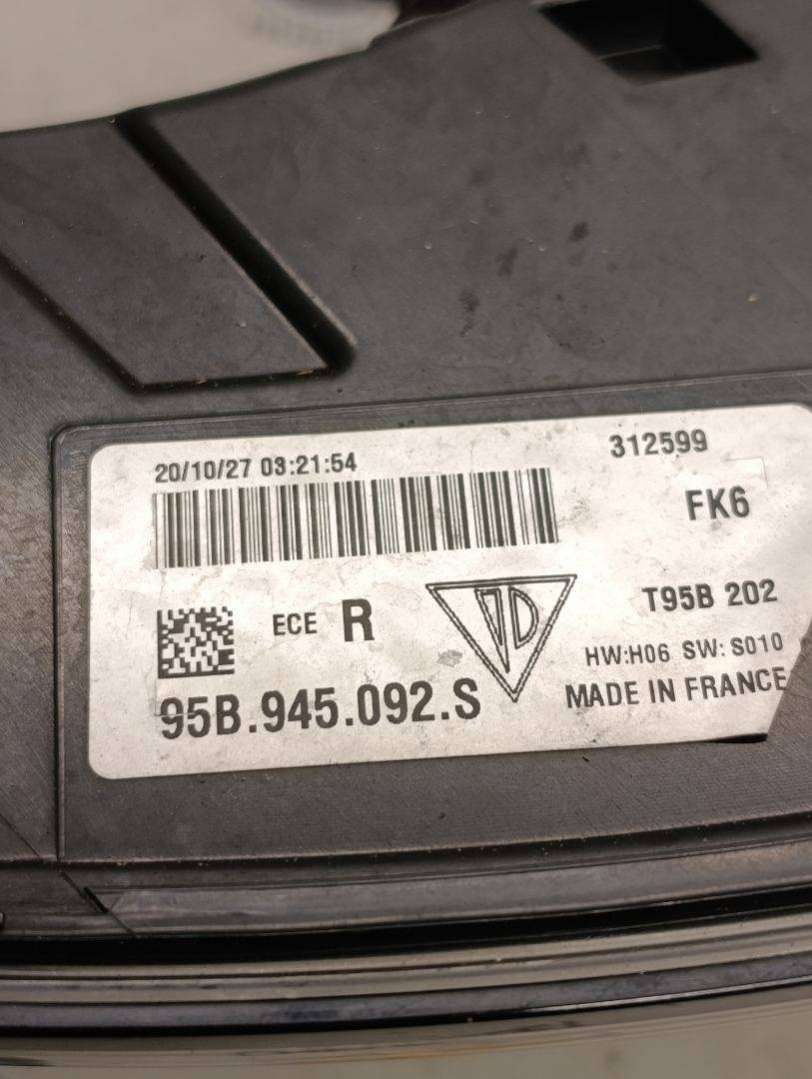 20/10/27 03:21:54
312599
FK6
ECE R
T95B 202
HW:H06 SW:S010
95B.945.092.S
MADE IN FRANCE